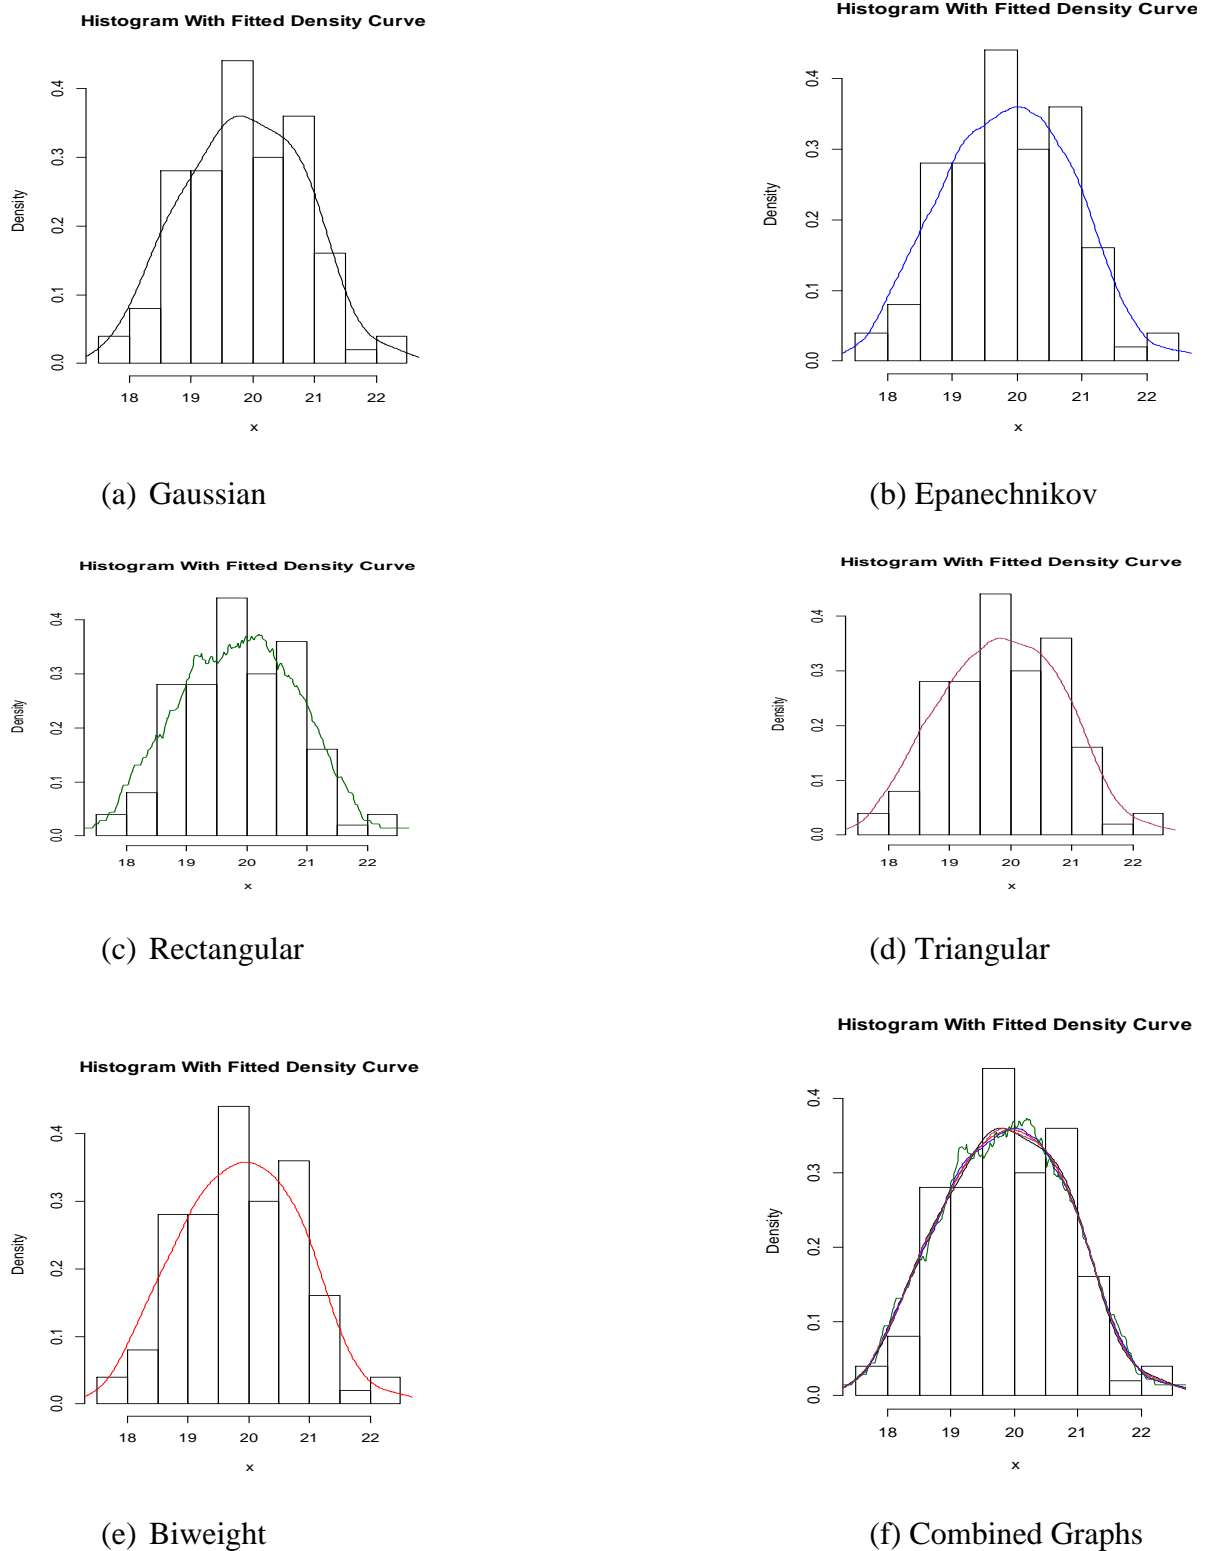 Histogram With Fitted Density Curve
Density
0.0 0.1 0.2 0.3 0.4
18 19 20 21 22
x
(a) Gaussian
Histogram With Fitted Density Curve
Density
0.0 0.1 0.2 0.3 0.4
18 19 20 21 22
x
(b) Epanechnikov
Histogram With Fitted Density Curve
Density
0.0 0.1 0.2 0.3 0.4
18 19 20 21 22
x
(c) Rectangular
Histogram With Fitted Density Curve
Density
0.0 0.1 0.2 0.3 0.4
18 19 20 21 22
x
(d) Triangular
Histogram With Fitted Density Curve
Density
0.0 0.1 0.2 0.3 0.4
18 19 20 21 22
x
(e) Biweight
Histogram With Fitted Density Curve
Density
0.0 0.1 0.2 0.3 0.4
18 19 20 21 22
x
(f) Combined Graphs